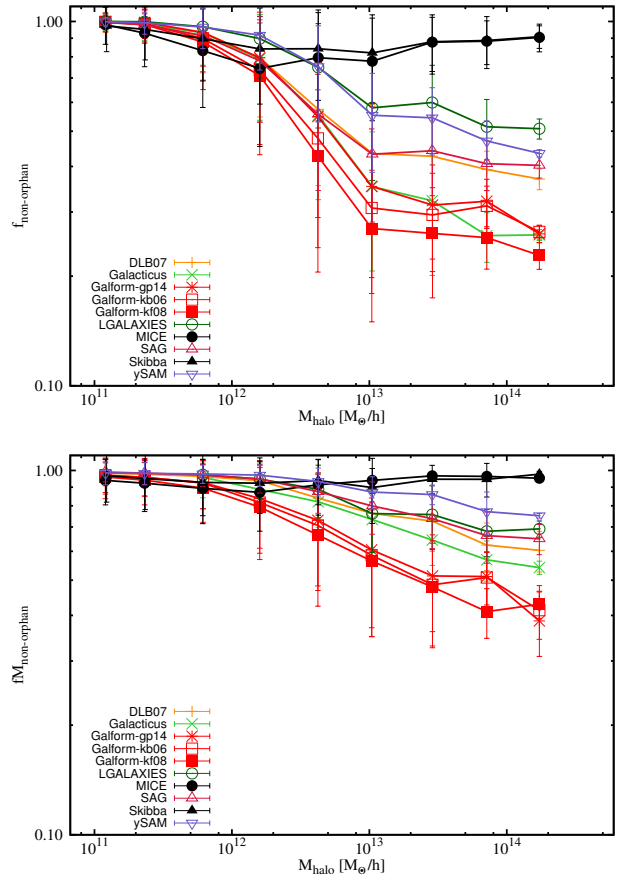 1.00
f_non-orphan
DLB07
Galacticus
Galform-gp14
Galform-kb06
Galform-kf08
LGALAXIES
MICE
SAG
Skibba
ySAM
0.10
10^11 10^12 10^13 10^14
M_halo [M_⊙/h]
1.00
fM_non-orphan
DLB07
Galacticus
Galform-gp14
Galform-kb06
Galform-kf08
LGALAXIES
MICE
SAG
Skibba
ySAM
0.10
10^11 10^12 10^13 10^14
M_halo [M_⊙/h]